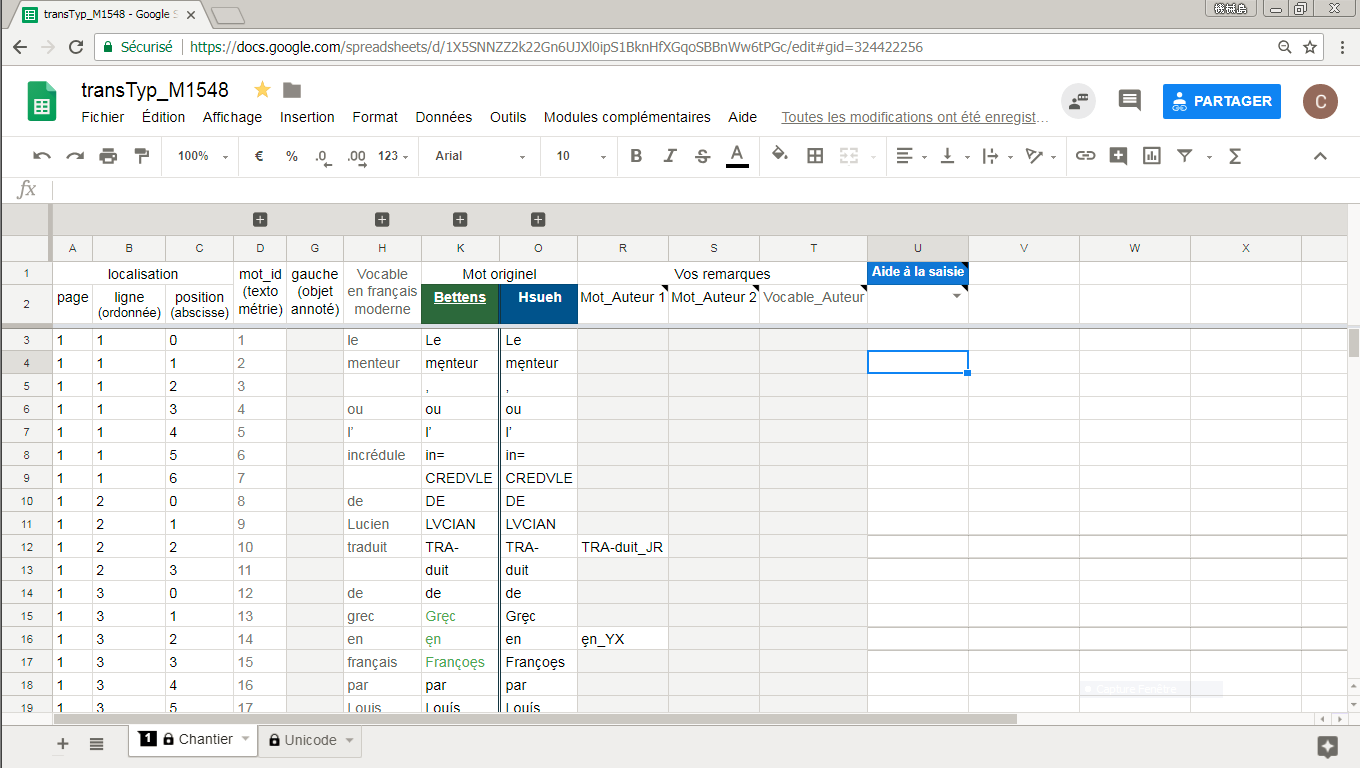 transTyp_M1548 - Google S
機械島
Sécurisé https://docs.google.com/spreadsheets/d/1X5SNNZZ2k22Gn6UJXl0ipS1BknHfXGqoSBBnWw6tPGc/edit#gid=324422256
transTyp_M1548
PARTAGER
C
Fichier Édition Affichage Insertion Format Données Outils Modules complémentaires Aide Toutes les modifications ont été enregist…
100% € % .0 .00 123 Arial 10 B I S A Σ
fx
A B C D G H K O R S T U V W X
1 localisation mot_id gauche Vocable Mot originel Vos remarques Aide à la saisie
(texto (objet en français
métrie) annoté) moderne
2 page ligne position Bettens Hsueh Mot_Auteur 1 Mot_Auteur 2 Vocable_Auteur
(ordonnée) (abscisse)
3 1 1 0 1 le Le Le
4 1 1 1 2 menteur męnteur męnteur
5 1 1 2 3 , ,
6 1 1 3 4 ou ou ou
7 1 1 4 5 l’ l’ l’
8 1 1 5 6 incrédule in= in=
9 1 1 6 7 CREDVLE CREDVLE
10 1 2 0 8 de DE DE
11 1 2 1 9 Lucien LVCIAN LVCIAN
12 1 2 2 10 traduit TRA- TRA- TRA-duit_JR
13 1 2 3 11 duit duit
14 1 3 0 12 de de de
15 1 3 1 13 grec Gręc Gręc
16 1 3 2 14 en ęn en ęn_YX
17 1 3 3 15 français Françoęs Françoęs
18 1 3 4 16 par par par
19 1 3 5 17 Louis Louís Louís
1 Chantier Unicode